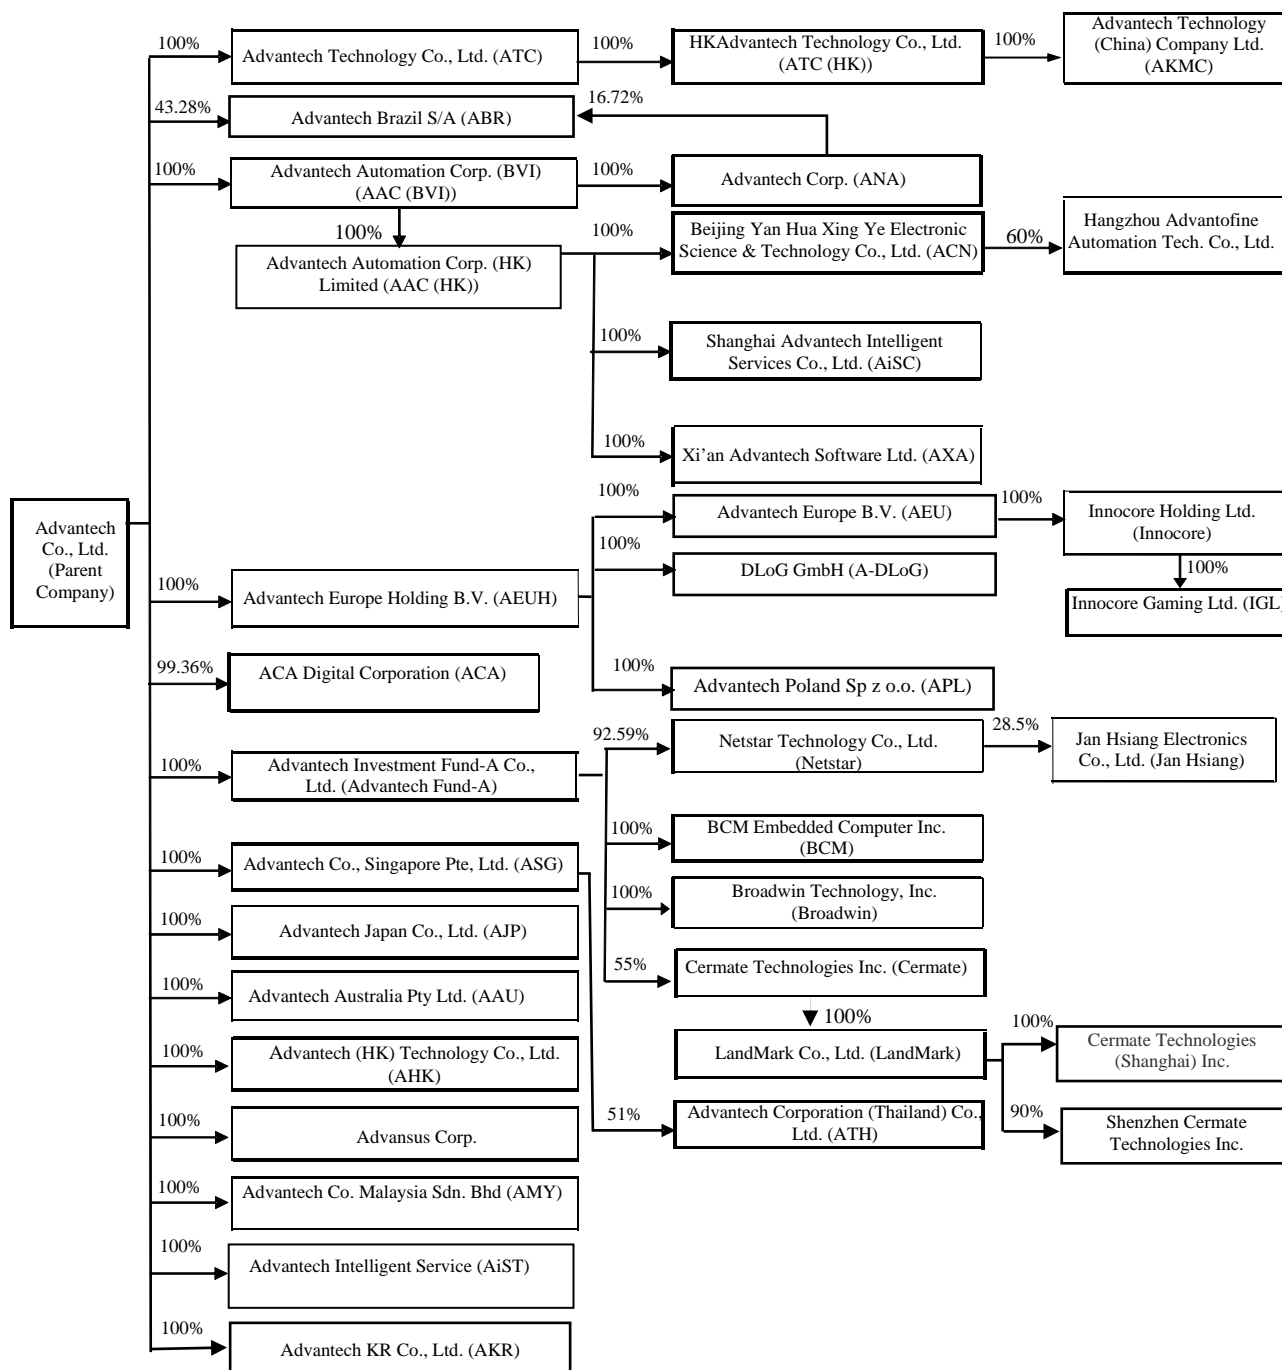 100%
Advantech Technology Co., Ltd. (ATC)
100%
HKAdvantech Technology Co., Ltd.
(ATC (HK))
100%
Advantech Technology
(China) Company Ltd.
(AKMC)
43.28%
Advantech Brazil S/A (ABR)
16.72%
100%
Advantech Automation Corp. (BVI)
(AAC (BVI))
100%
Advantech Corp. (ANA)
100%
Advantech Automation Corp. (HK)
Limited (AAC (HK))
100%
Beijing Yan Hua Xing Ye Electronic
Science & Technology Co., Ltd. (ACN)
60%
Hangzhou Advantofine
Automation Tech. Co., Ltd.
100%
Shanghai Advantech Intelligent
Services Co., Ltd. (AiSC)
100%
Xi’an Advantech Software Ltd. (AXA)
Advantech
Co., Ltd.
(Parent
Company)
100%
Advantech Europe Holding B.V. (AEUH)
100%
Advantech Europe B.V. (AEU)
100%
Innocore Holding Ltd.
(Innocore)
100%
Innocore Gaming Ltd. (IGL)
100%
DLoG GmbH (A-DLoG)
100%
Advantech Poland Sp z o.o. (APL)
99.36%
ACA Digital Corporation (ACA)
100%
Advantech Investment Fund-A Co.,
Ltd. (Advantech Fund-A)
92.59%
Netstar Technology Co., Ltd.
(Netstar)
28.5%
Jan Hsiang Electronics
Co., Ltd. (Jan Hsiang)
100%
BCM Embedded Computer Inc.
(BCM)
100%
Broadwin Technology, Inc.
(Broadwin)
55%
Cermate Technologies Inc. (Cermate)
100%
LandMark Co., Ltd. (LandMark)
100%
Cermate Technologies
(Shanghai) Inc.
90%
Shenzhen Cermate
Technologies Inc.
100%
Advantech Co., Singapore Pte, Ltd. (ASG)
51%
Advantech Corporation (Thailand) Co.,
Ltd. (ATH)
100%
Advantech Japan Co., Ltd. (AJP)
100%
Advantech Australia Pty Ltd. (AAU)
100%
Advantech (HK) Technology Co., Ltd.
(AHK)
100%
Advansus Corp.
100%
Advantech Co. Malaysia Sdn. Bhd (AMY)
100%
Advantech Intelligent Service (AiST)
100%
Advantech KR Co., Ltd. (AKR)